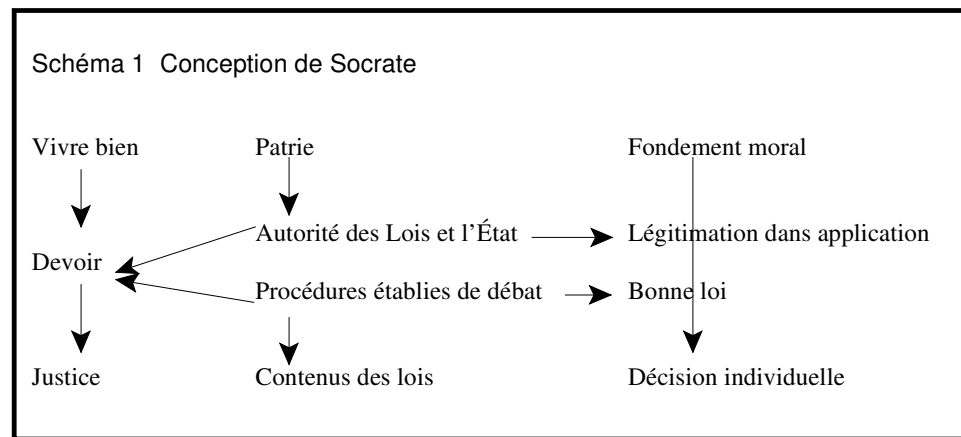 Schéma 1 Conception de Socrate
Vivre bien Patrie Fondement moral
Autorité des Lois et l'État Légitimation dans application
Devoir
Procédures établies de débat Bonne loi
Justice Contenus des lois Décision individuelle